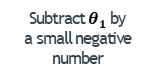 Subtract θ₁ by
a small negative
number